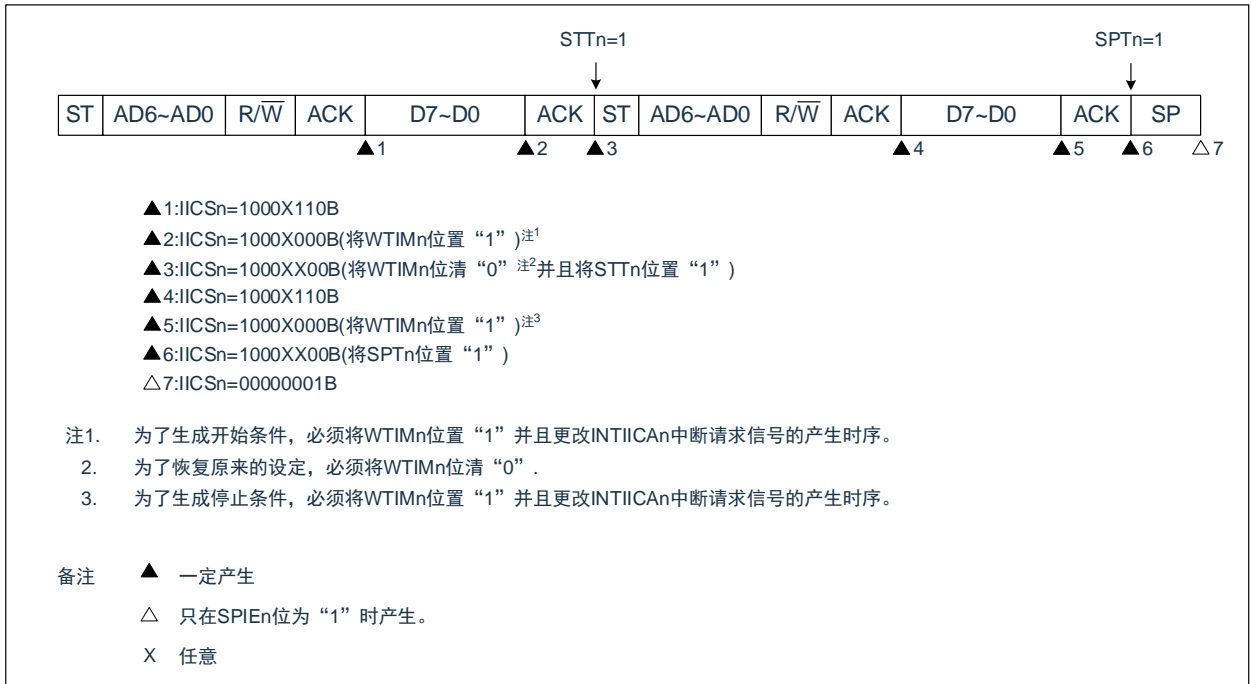 STTn=1 SPTn=1
ST AD6~AD0 R/W̅ ACK D7~D0 ACK ST AD6~AD0 R/W̅ ACK D7~D0 ACK SP
▲1 ▲2 ▲3 ▲4 ▲5 ▲6 △7
▲1:IICSn=1000X110B
▲2:IICSn=1000X000B(将WTIMn位置“1”)注1
▲3:IICSn=1000XX00B(将WTIMn位清“0”注2并且将STTn位置“1”)
▲4:IICSn=1000X110B
▲5:IICSn=1000X000B(将WTIMn位置“1”)注3
▲6:IICSn=1000XX00B(将SPTn位置“1”)
△7:IICSn=00000001B
注1. 为了生成开始条件，必须将WTIMn位置“1”并且更改INTIICAn中断请求信号的产生时序。
2. 为了恢复原来的设定，必须将WTIMn位清“0”.
3. 为了生成停止条件，必须将WTIMn位置“1”并且更改INTIICAn中断请求信号的产生时序。
备注 ▲ 一定产生
△ 只在SPIEn位为“1”时产生。
X 任意